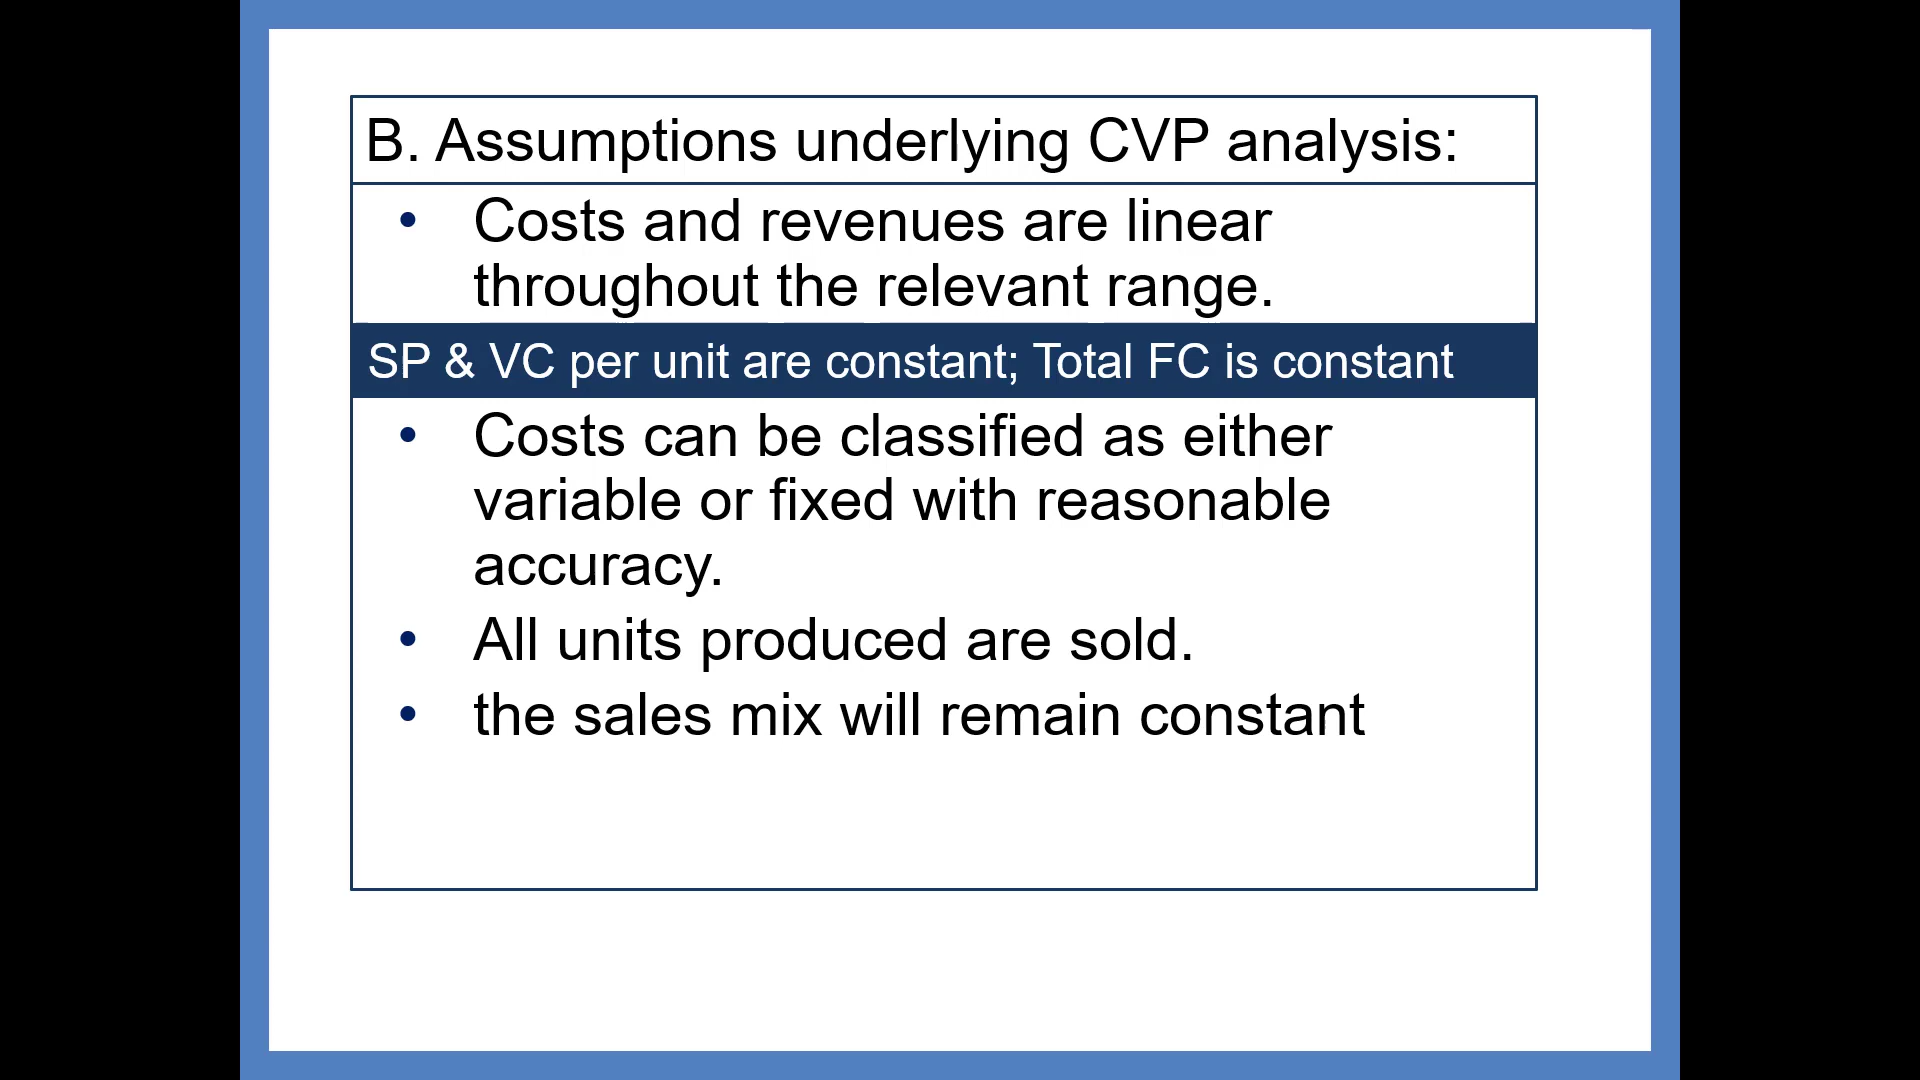 B. Assumptions underlying CVP analysis:
• Costs and revenues are linear
throughout the relevant range.
SP & VC per unit are constant; Total FC is constant
• Costs can be classified as either
variable or fixed with reasonable
accuracy.
• All units produced are sold.
• the sales mix will remain constant